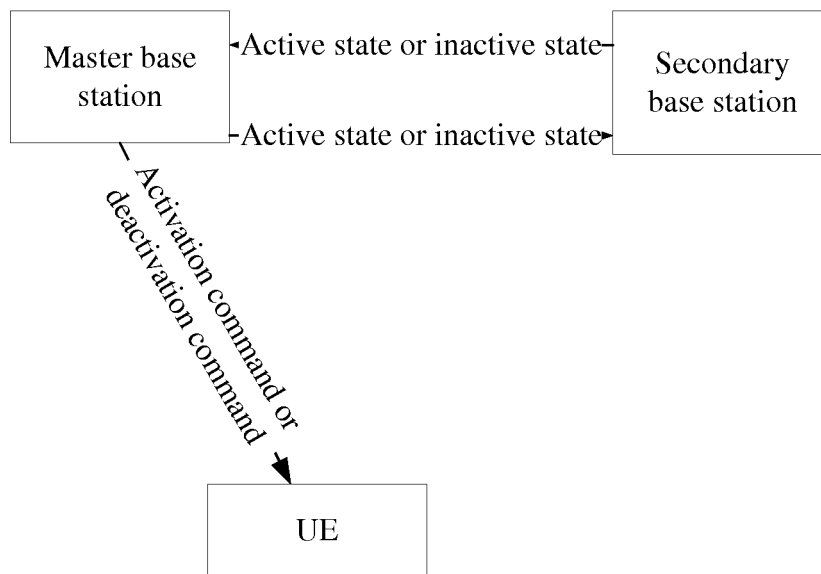 Master base
station
Active state or inactive state
Secondary
base station
Active state or inactive state
Activation command or
deactivation command
UE